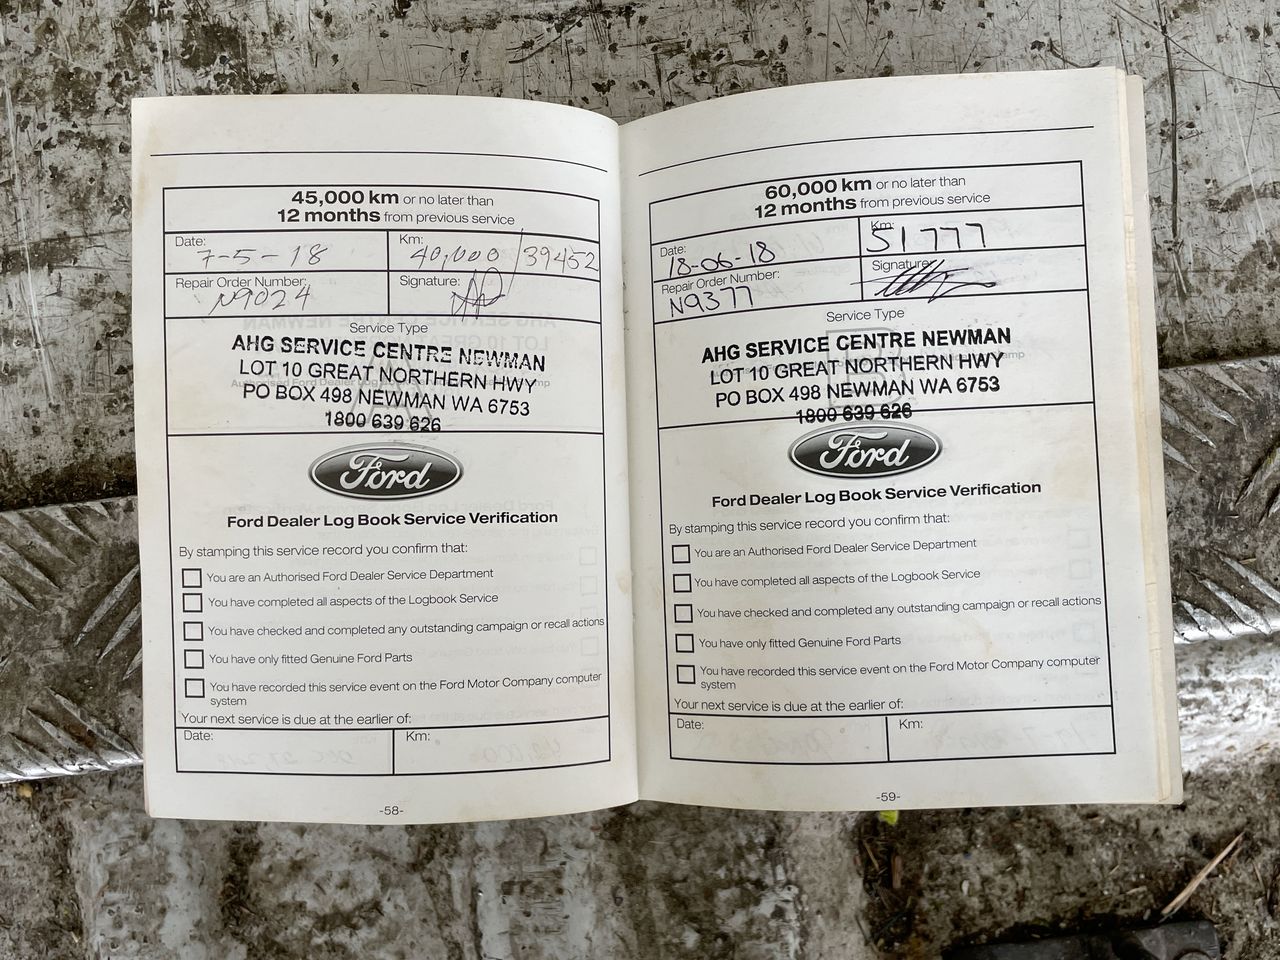 45,000 km or no later than
12 months from previous service
Date:
7-5-18
Km:
40,000/39452
Repair Order Number:
N9024
Signature:
Service Type
AHG SERVICE CENTRE NEWMAN
LOT 10 GREAT NORTHERN HWY
PO BOX 498 NEWMAN WA 6753
1800 639 626
Ford
Ford Dealer Log Book Service Verification
By stamping this service record you confirm that:
You are an Authorised Ford Dealer Service Department
You have completed all aspects of the Logbook Service
You have checked and completed any outstanding campaign or recall actions
You have only fitted Genuine Ford Parts
You have recorded this service event on the Ford Motor Company computer
system
Your next service is due at the earlier of:
Date:
Km:
-58-
60,000 km or no later than
12 months from previous service
Date:
18-06-18
Km:
51777
Repair Order Number:
N9377
Signature:
Service Type
AHG SERVICE CENTRE NEWMAN
LOT 10 GREAT NORTHERN HWY
PO BOX 498 NEWMAN WA 6753
1800 639 626
Ford
Ford Dealer Log Book Service Verification
By stamping this service record you confirm that:
You are an Authorised Ford Dealer Service Department
You have completed all aspects of the Logbook Service
You have checked and completed any outstanding campaign or recall actions
You have only fitted Genuine Ford Parts
You have recorded this service event on the Ford Motor Company computer
system
Your next service is due at the earlier of:
Date:
Km:
-59-